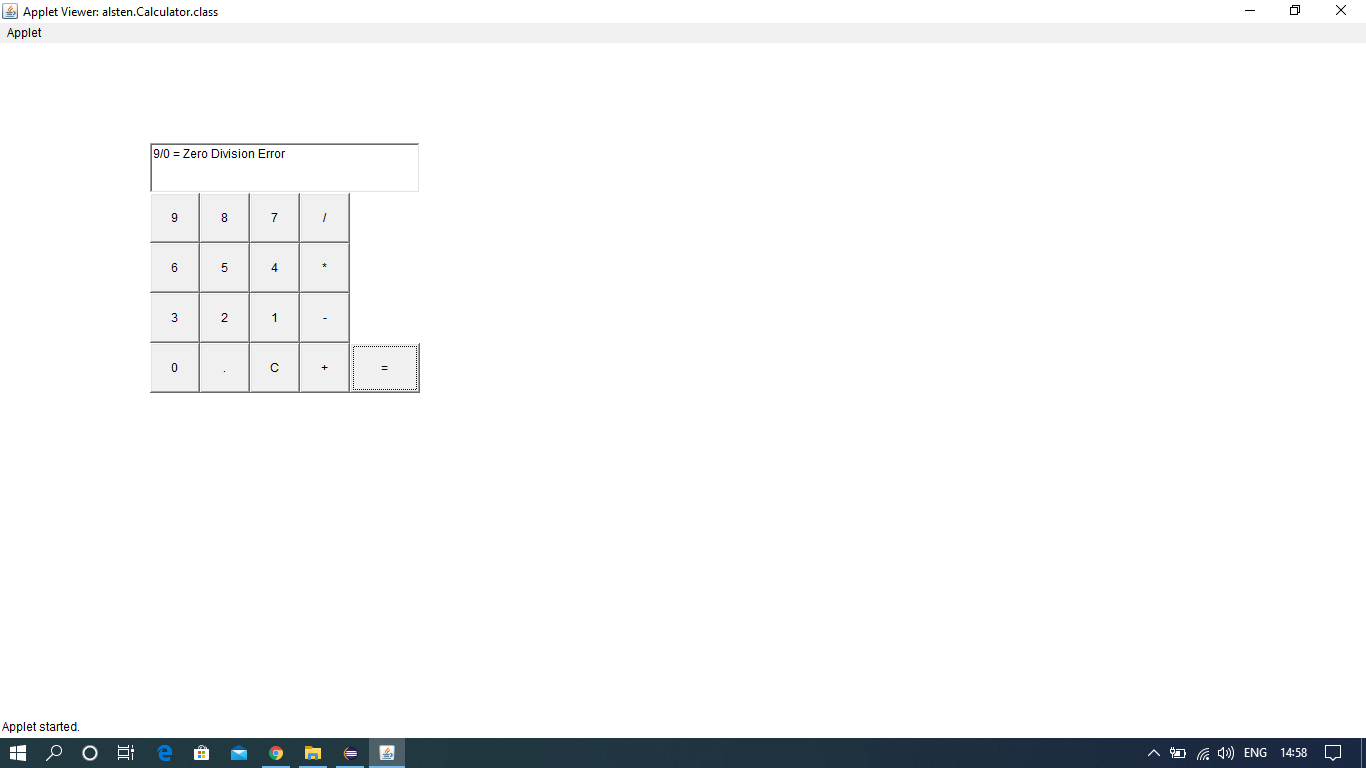 Applet Viewer: alsten.Calculator.class
Applet
9/0 = Zero Division Error
9 8 7 /
6 5 4 *
3 2 1 -
0 . C + =
Applet started.
ENG 14:58